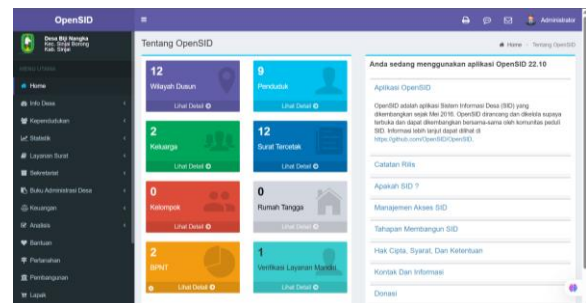 OpenSID
Administrator
Desa Biji Nangka
Kec. Sinjai Borong
Kab. Sinjai
MENU UTAMA
Home
Info Desa
Kependudukan
Statistik
Layanan Surat
Sekretariat
Buku Administrasi Desa
Keuangan
Analisis
Bantuan
Pertanahan
Pembangunan
Lapak
Tentang OpenSID
Home
Tentang OpenSID
12
Wilayah Dusun
Lihat Detail
9
Penduduk
Lihat Detail
2
Keluarga
Lihat Detail
12
Surat Tercetak
Lihat Detail
0
Kelompok
Lihat Detail
0
Rumah Tangga
Lihat Detail
2
BPNT
Lihat Detail
1
Verifikasi Layanan Mandiri
Lihat Detail
Anda sedang menggunakan aplikasi OpenSID 22.10
Aplikasi OpenSID
OpenSID adalah aplikasi Sistem Informasi Desa (SID) yang
dikembangkan sejak Mei 2016. OpenSID dirancang dan dikelola supaya
terbuka dan dapat dikembangkan bersama-sama oleh komunitas peduli
SID. Informasi lebih lanjut dapat dilihat di
https://github.com/OpenSID/OpenSID.
Catatan Rilis
Apakah SID ?
Manajemen Akses SID
Tahapan Membangun SID
Hak Cipta, Syarat, Dan Ketentuan
Kontak Dan Informasi
Donasi